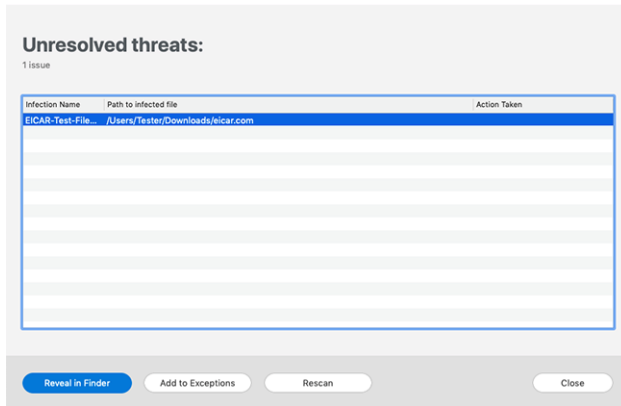 Unresolved threats:
1 issue
Infection Name Path to infected file Action Taken
EICAR-Test-File... /Users/Tester/Downloads/eicar.com
Reveal in Finder Add to Exceptions Rescan Close